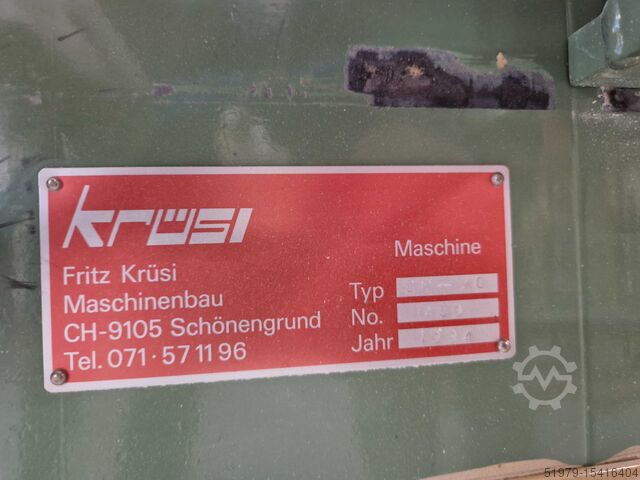 krüsi
Fritz Krüsi
Maschinenbau
CH-9105 Schönengrund
Tel. 071·57 11 96
Maschine
Typ
No.
Jahr
51979-15416404